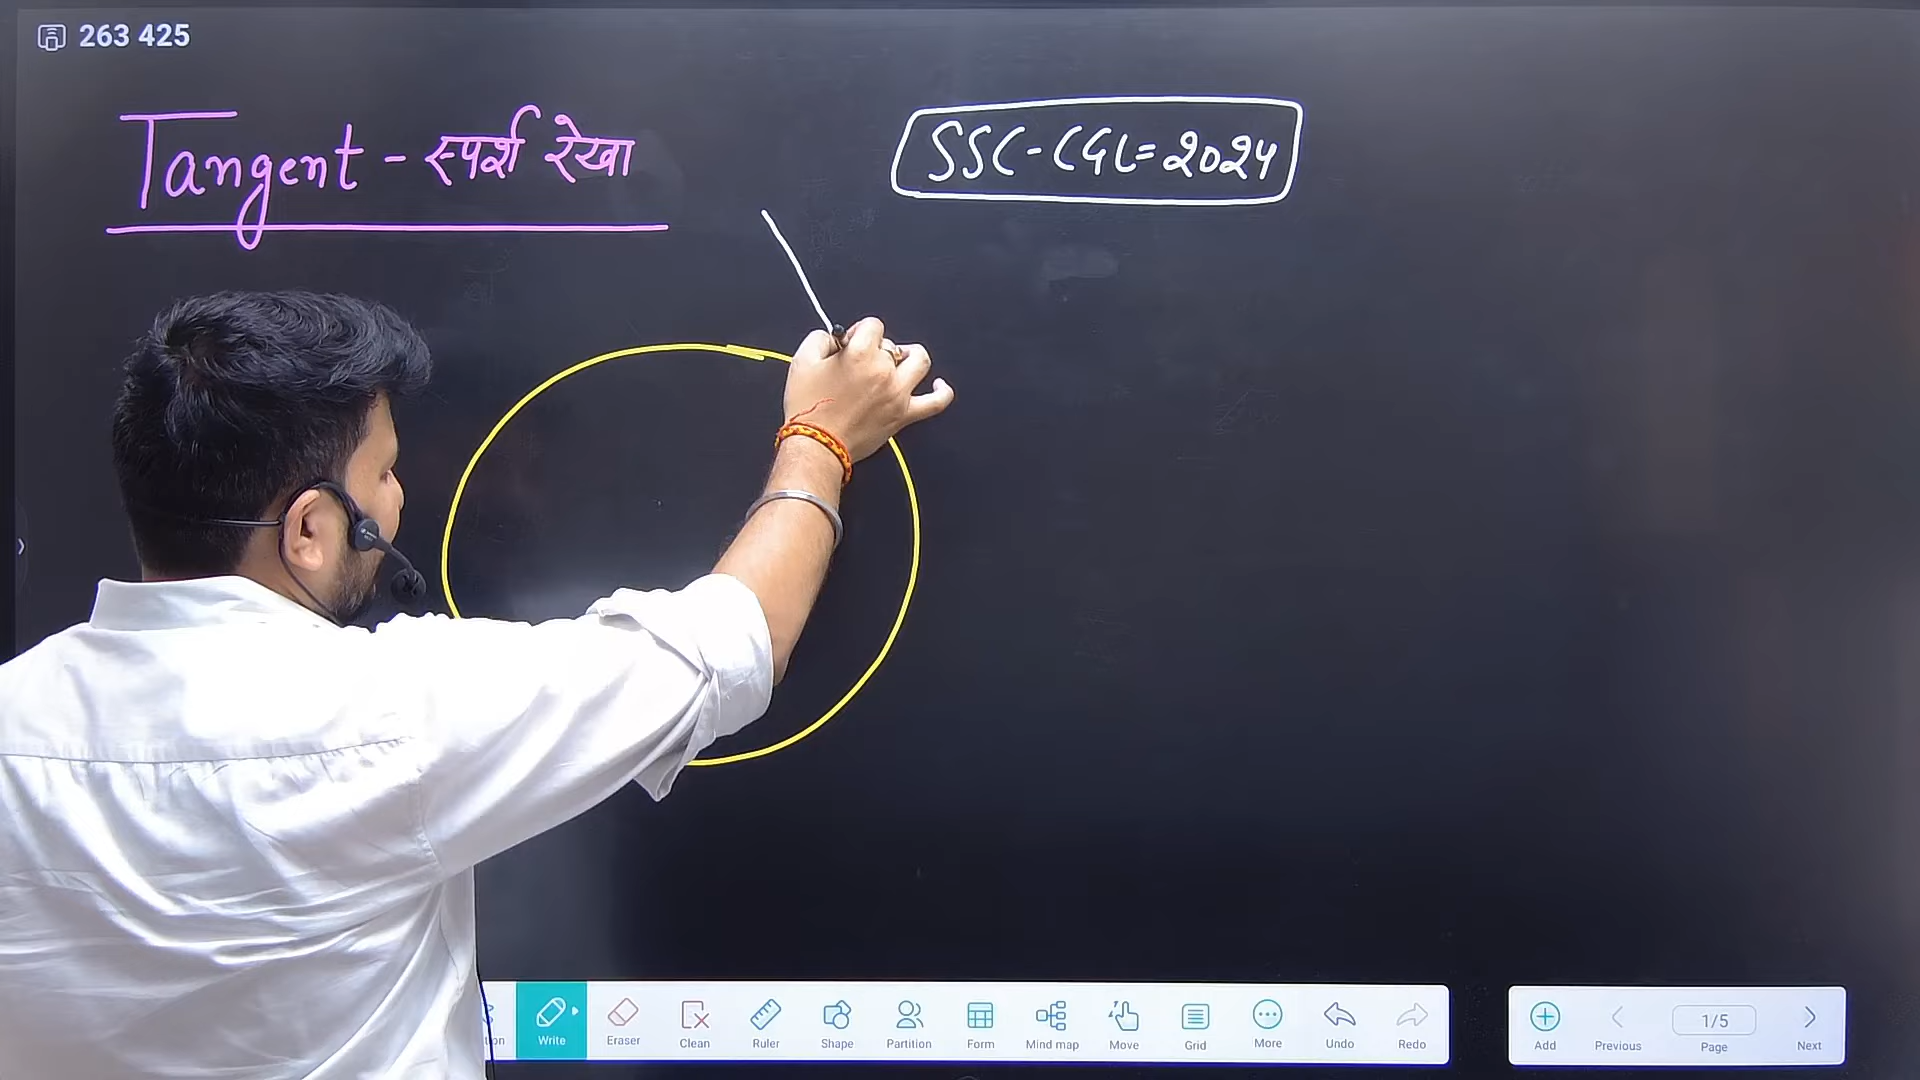 263 425
Tangent - स्पर्श रेखा
SSC-CGL=2024
Write
Eraser
Clean
Ruler
Shape
Partition
Form
Mind map
Move
Grid
More
Undo
Redo
Add
Previous
1/5
Page
Next